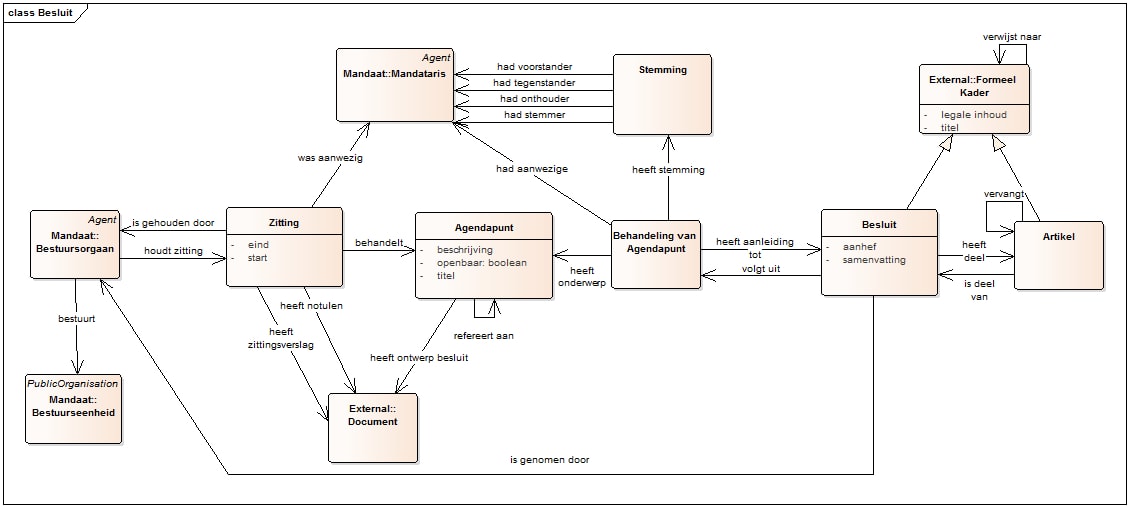 class Besluit
verwijst naar
Agent
Mandaat::Mandataris
had voorstander
had tegenstander
had onthouder
had stemmer
Stemming
External::Formeel
Kader
- legale inhoud
- titel
was aanwezig
had aanwezige
heeft stemming
vervangt
Agent
Mandaat::
Bestuursorgaan
is gehouden door
houdt zitting
Zitting
- eind
- start
behandelt
Agendapunt
- beschrijving
- openbaar: boolean
- titel
heeft
onderwerp
Behandeling van
Agendapunt
heeft aanleiding
tot
volgt uit
Besluit
- aanhef
- samenvatting
heeft
deel
is deel
van
Artikel
bestuurt
heeft notulen
heeft
zittingsverslag
refereert aan
heeft ontwerp besluit
PublicOrganisation
Mandaat::
Bestuurseenheid
External::
Document
is genomen door